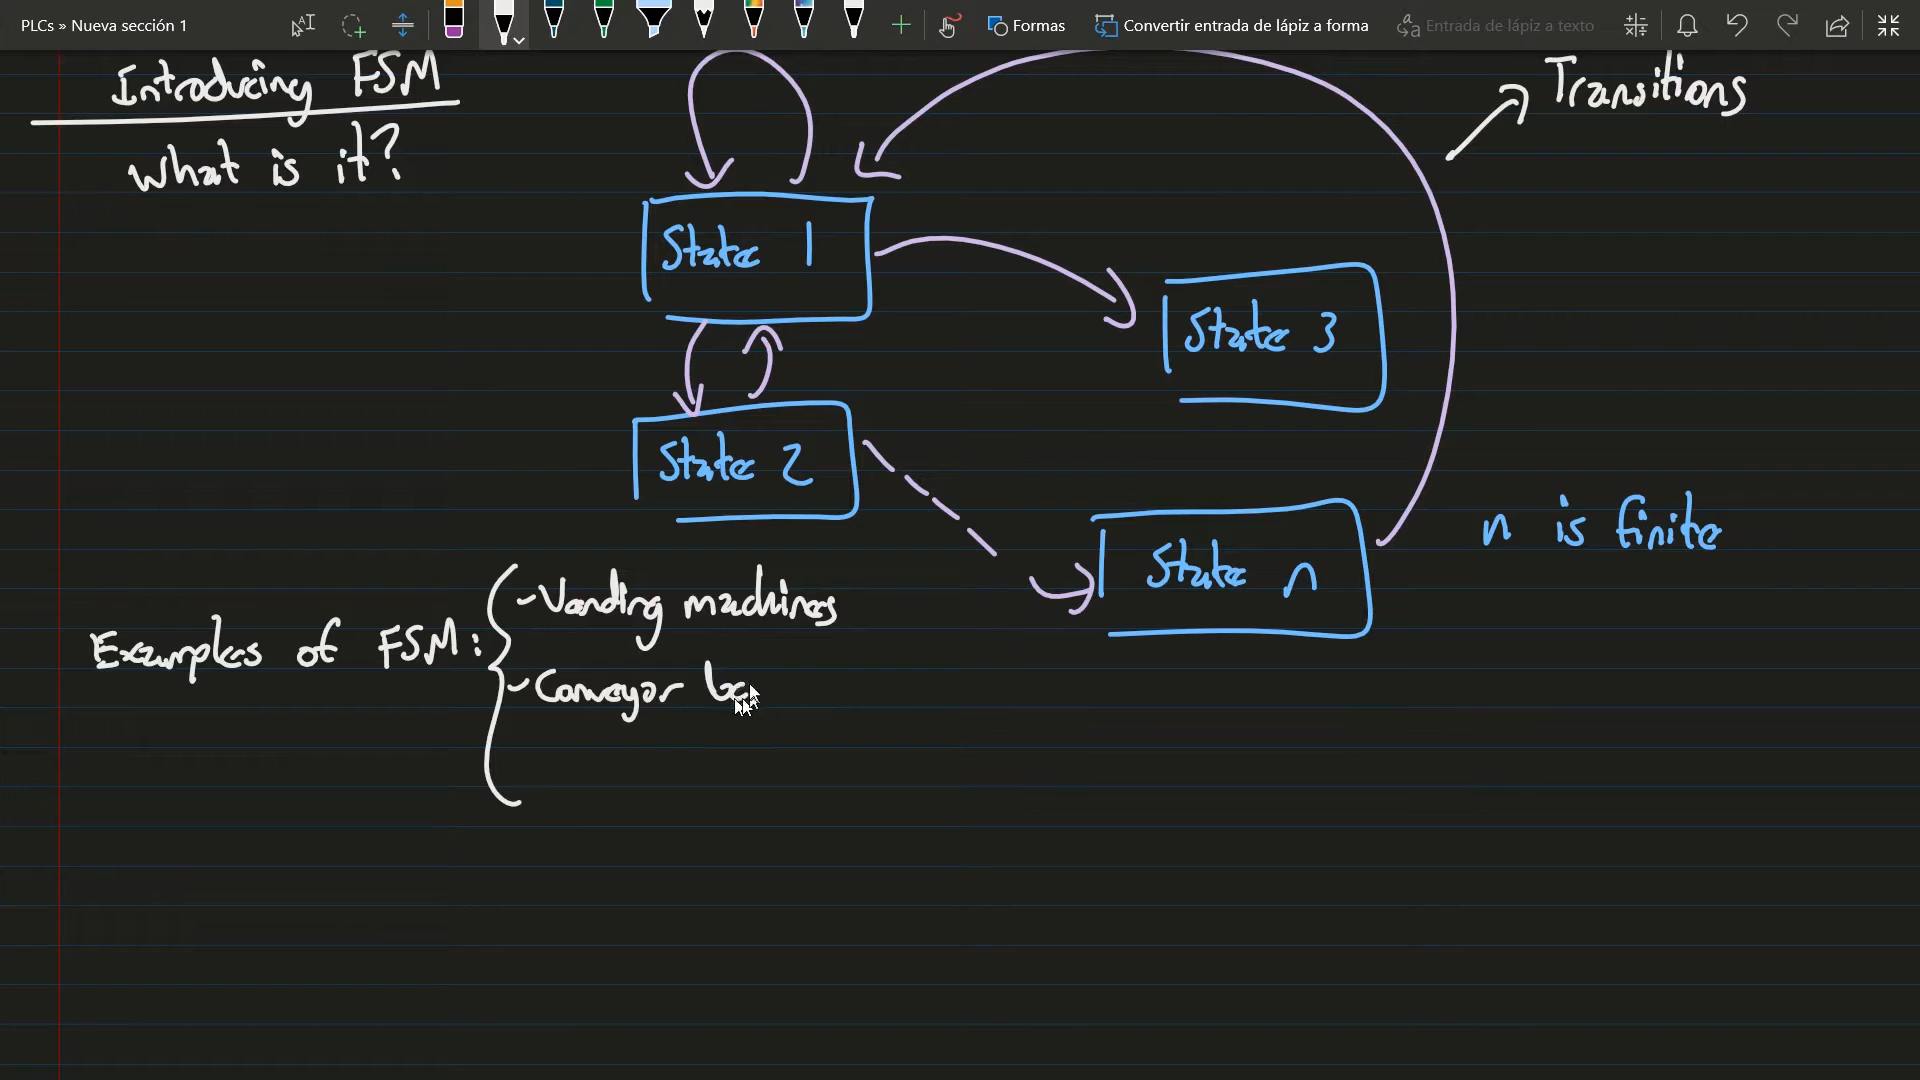 PLCs » Nueva sección 1
Formas
Convertir entrada de lápiz a forma
Entrada de lápiz a texto
Introducing FSM
What is it?
Transitions
State 1
State 3
State 2
State n
n is finite
Examples of FSM:
- Vending machines
- Conveyor be